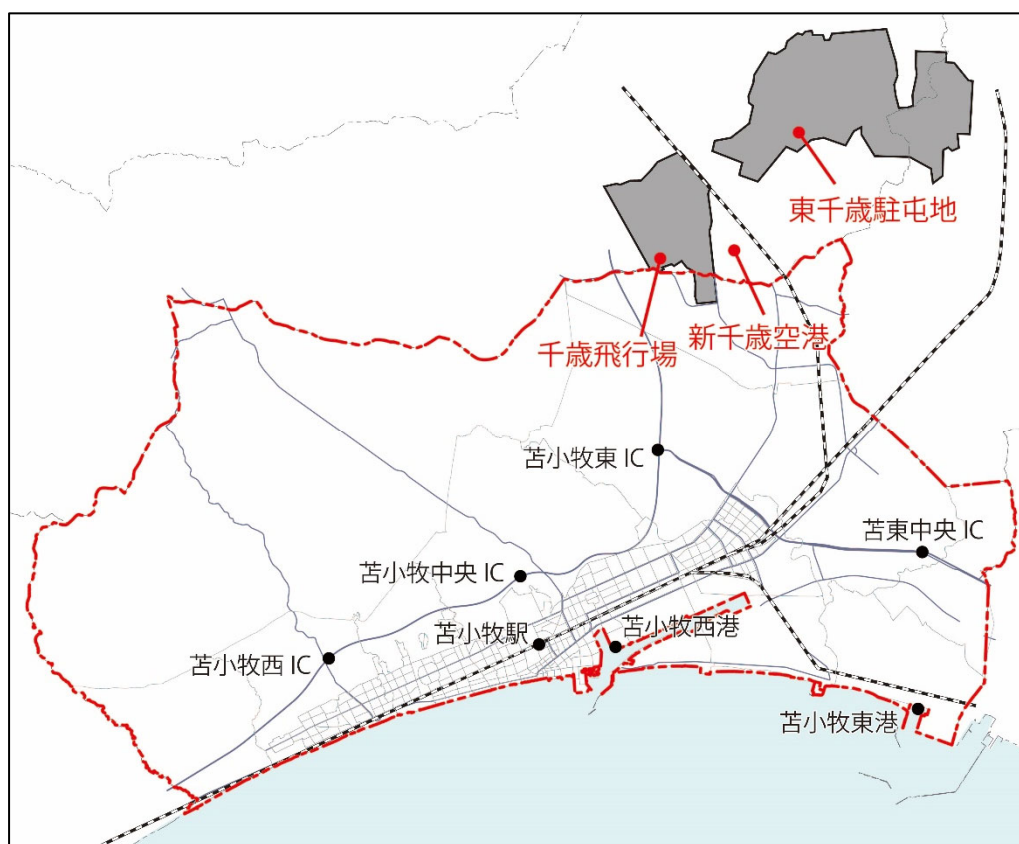 東千歳駐屯地
新千歳空港
千歳飛行場
苫小牧東 IC
苫東中央 IC
苫小牧中央 IC
苫小牧駅
苫小牧西港
苫小牧西 IC
苫小牧東港